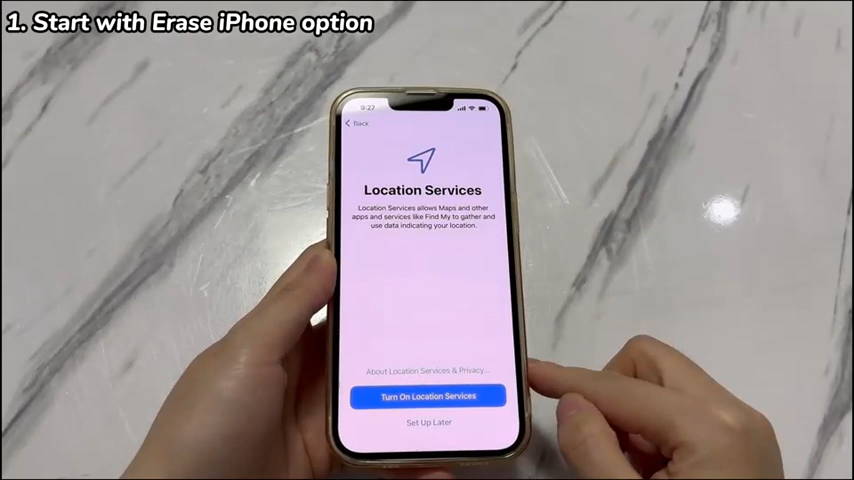 1. Start with Erase iPhone option
9:27
Back
Location Services
Location Services allows Maps and other
apps and services like Find My to gather and
use data indicating your location.
About Location Services & Privacy...
Turn On Location Services
Set Up Later